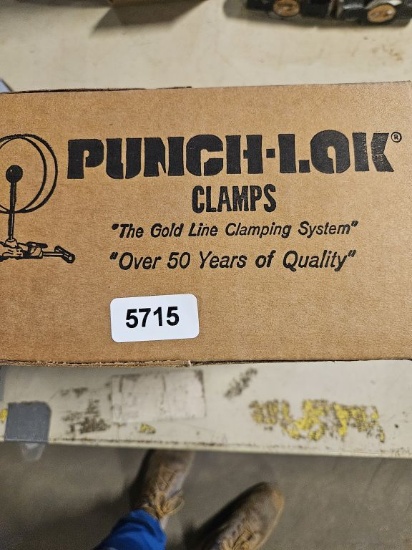 PUNCH-LOK®
CLAMPS
"The Gold Line Clamping System"
"Over 50 Years of Quality"
5715